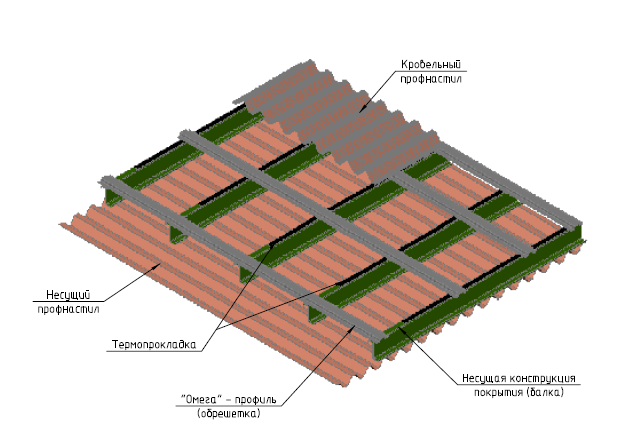 Кровельный
профнастил
Несущий
профнастил
Термопрокладка
"Омега" - профиль
(обрешетка)
Несущая конструкция
покрытия (балка)